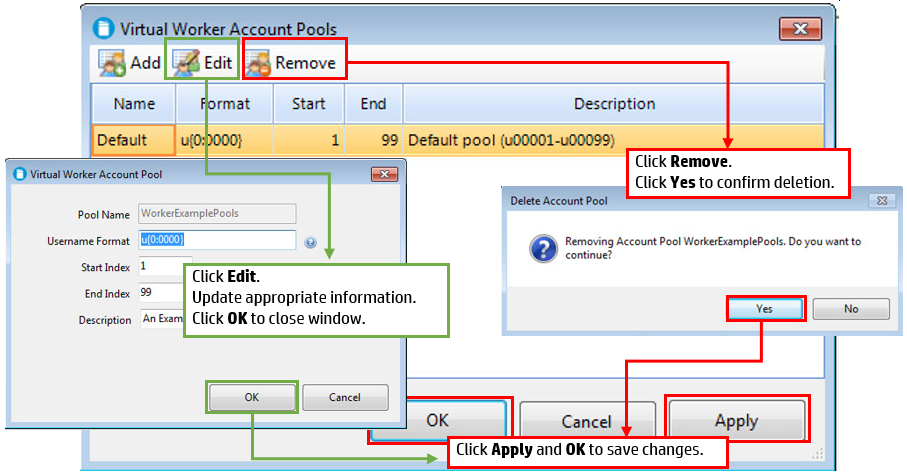 Virtual Worker Account Pools
Add Edit Remove
Name Format Start End Description
Default u{0:0000} 1 99 Default pool (u00001-u00099)
Click Remove.
Click Yes to confirm deletion.
Virtual Worker Account Pool
Pool Name WorkerExamplePools
Username Format u{0:0000}
Start Index 1
End Index 99
Description An Exam
Click Edit.
Update appropriate information.
Click OK to close window.
OK Cancel
Delete Account Pool
Removing Account Pool WorkerExamplePools. Do you want to
continue?
Yes No
OK Cancel Apply
Click Apply and OK to save changes.